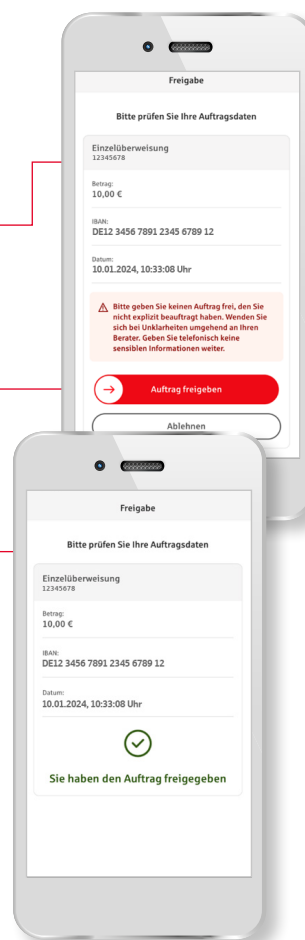 Freigabe
Bitte prüfen Sie Ihre Auftragsdaten
Einzelüberweisung
12345678
Betrag:
10,00 €
IBAN:
DE12 3456 7891 2345 6789 12
Datum:
10.01.2024, 10:33:08 Uhr
Bitte geben Sie keinen Auftrag frei, den Sie
nicht explizit beauftragt haben. Wenden Sie
sich bei Unklarheiten umgehend an Ihren
Berater. Geben Sie telefonisch keine
sensiblen Informationen weiter.
Auftrag freigeben
Ablehnen
Freigabe
Bitte prüfen Sie Ihre Auftragsdaten
Einzelüberweisung
12345678
Betrag:
10,00 €
IBAN:
DE12 3456 7891 2345 6789 12
Datum:
10.01.2024, 10:33:08 Uhr
Sie haben den Auftrag freigegeben